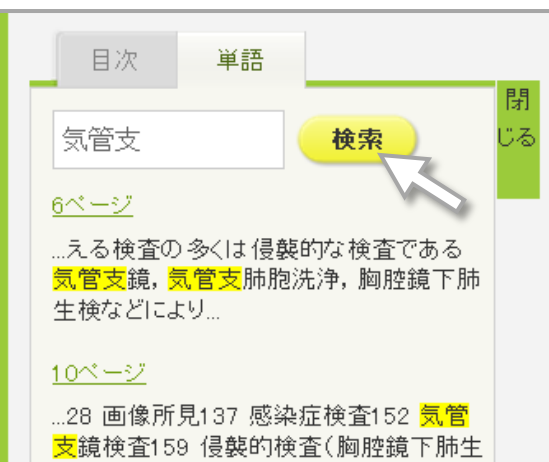 目次 単語
閉
じる
気管支 検索
6ページ
...える検査の多くは侵襲的な検査である
気管支鏡，気管支肺胞洗浄，胸腔鏡下肺
生検などにより...
10ページ
...28 画像所見137 感染症検査152 気管
支鏡検査159 侵襲的検査（胸腔鏡下肺生